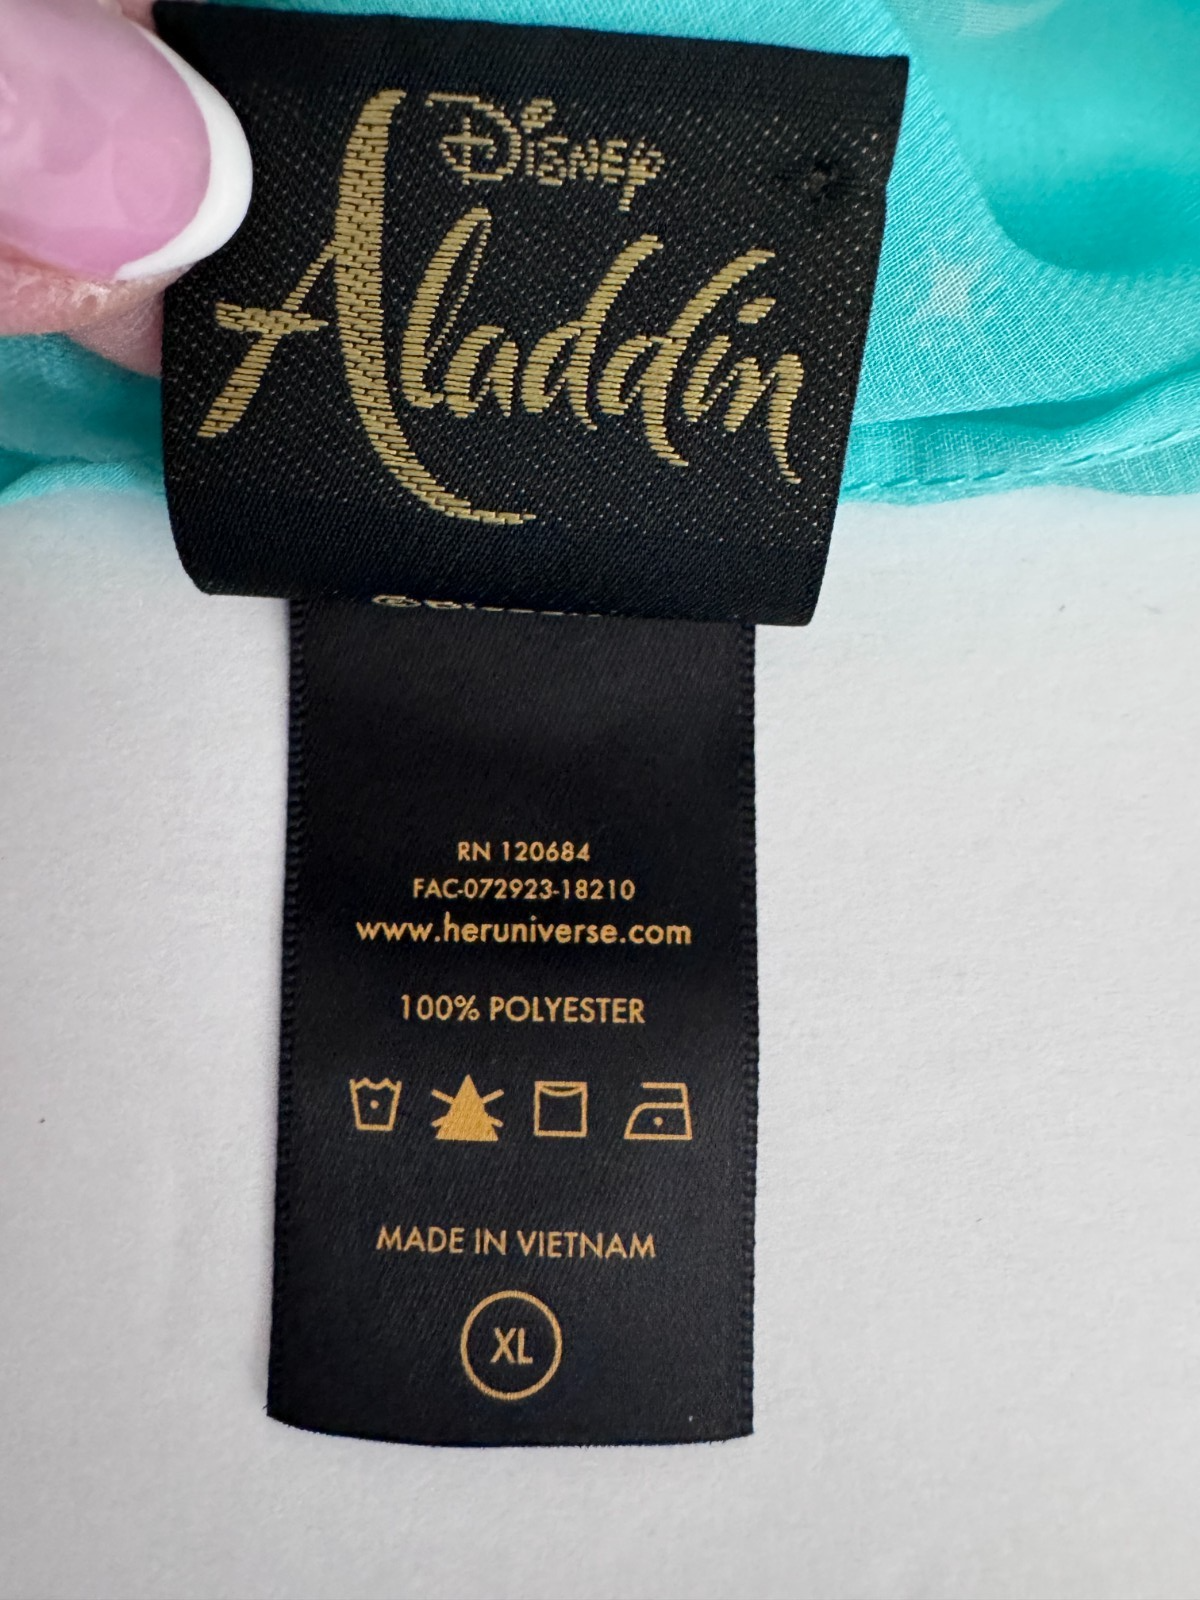 Disney
Aladdin
RN 120684
FAC-072923-18210
www.heruniverse.com
100% POLYESTER
MADE IN VIETNAM
XL